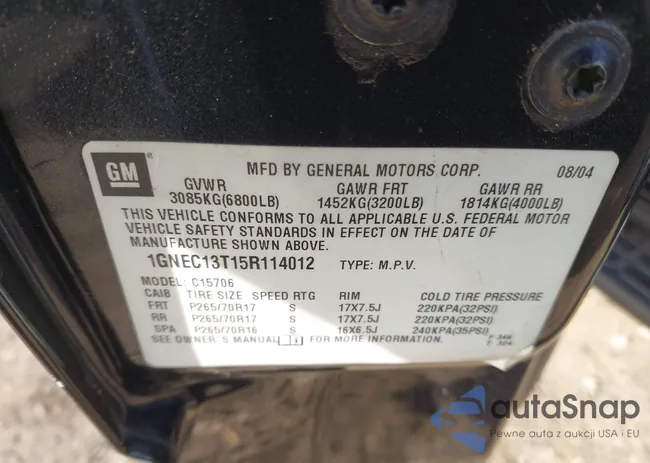 GM ® MFD BY GENERAL MOTORS CORP. 08/04
GVWR GAWR FRT GAWR RR
3085KG(6800LB) 1452KG(3200LB) 1814KG(4000LB)
THIS VEHICLE CONFORMS TO ALL APPLICABLE U.S. FEDERAL MOTOR
VEHICLE SAFETY STANDARDS IN EFFECT ON THE DATE OF
MANUFACTURE SHOWN ABOVE.
1GNEC13T15R114012 TYPE: M.P.V.
MODEL: C15706
CAIB TIRE SIZE SPEED RTG RIM COLD TIRE PRESSURE
FRT P265/70R17 S 17X7.5J 220KPA(32PSI)
RR P265/70R17 S 17X7.5J 220KPA(32PSI)
SPA P265/70R16 S 16X6.5J 240KPA(35PSI)
SEE OWNER'S MANUAL FOR MORE INFORMATION.
F 346
T 324
autaSnap
Pewne auta z aukcji USA i EU